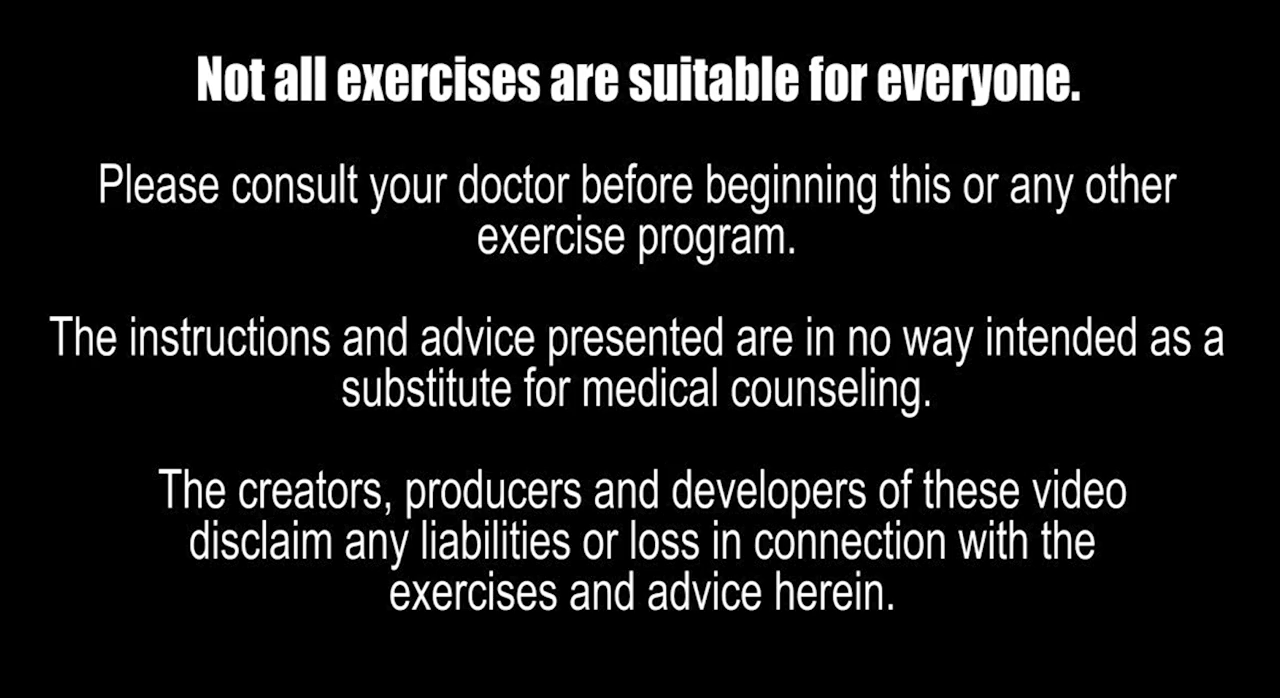 Not all exercises are suitable for everyone.
Please consult your doctor before beginning this or any other
exercise program.
The instructions and advice presented are in no way intended as a
substitute for medical counseling.
The creators, producers and developers of these video
disclaim any liabilities or loss in connection with the
exercises and advice herein.